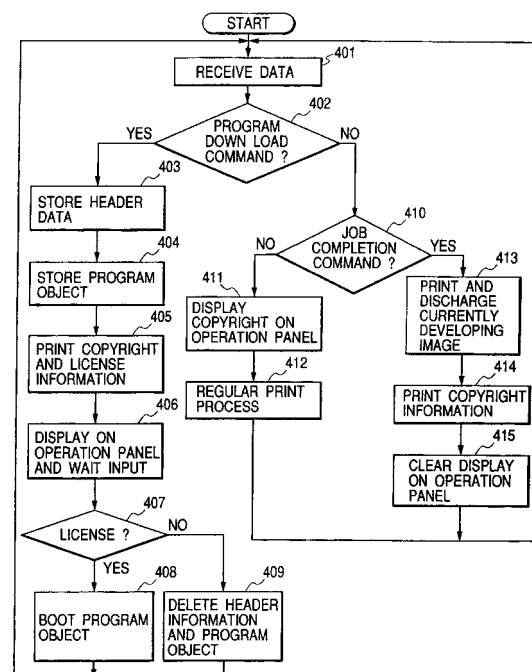 START
401
RECEIVE DATA
402
YES
PROGRAM
DOWN LOAD
COMMAND ?
NO
403
STORE HEADER
DATA
404
STORE PROGRAM
OBJECT
405
PRINT COPYRIGHT
AND LICENSE
INFORMATION
406
DISPLAY ON
OPERATION PANEL
AND WAIT INPUT
407
LICENSE ?
NO
YES
408
BOOT PROGRAM
OBJECT
409
DELETE HEADER
INFORMATION
AND PROGRAM
OBJECT
410
NO
JOB
COMPLETION
COMMAND ?
YES
411
DISPLAY
COPYRIGHT ON
OPERATION PANEL
412
REGULAR PRINT
PROCESS
413
PRINT AND
DISCHARGE
CURRENTLY
DEVELOPING
IMAGE
414
PRINT COPYRIGHT
INFORMATION
415
CLEAR DISPLAY
ON OPERATION
PANEL